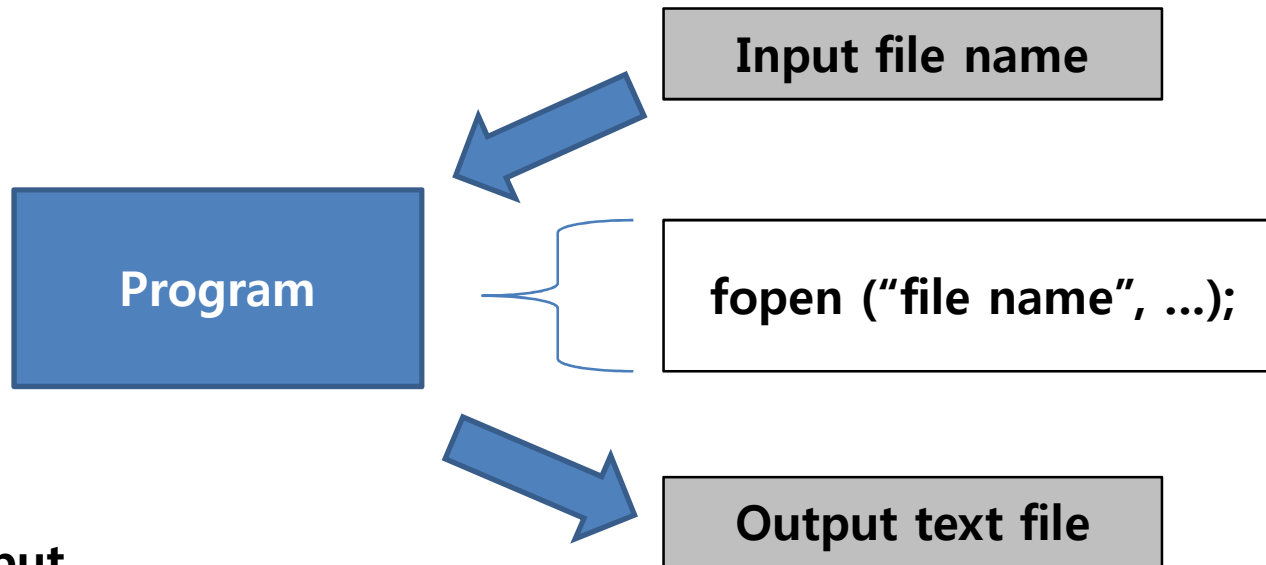 Input file name
Program
fopen (“file name”, ...);
Output text file